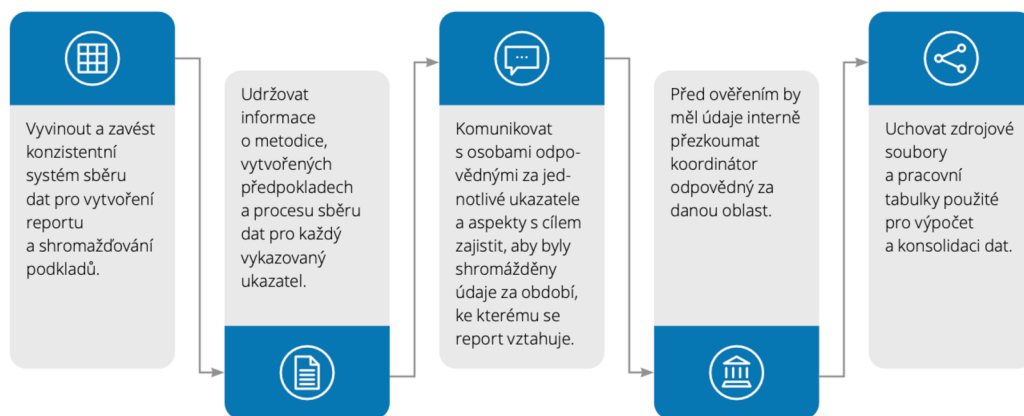 Vyvinout a zavést
konzistentní
systém sběru
dat pro vytvoření
reportu
a shromažďování
podkladů.
Udržovat
informace
o metodice,
vytvořených
předpokladech
a procesu sběru
dat pro každý
vykazovaný
ukazatel.
Komunikovat
s osobami odpo-
vědnými za jed-
notlivé ukazatele
a aspekty s cílem
zajistit, aby byly
shromážděny
údaje za období,
ke kterému se
report vztahuje.
Před ověřením by
měl údaje interně
přezkoumat
koordinátor
odpovědný za
danou oblast.
Uchovat zdrojové
soubory
a pracovní
tabulky použité
pro výpočet
a konsolidaci dat.